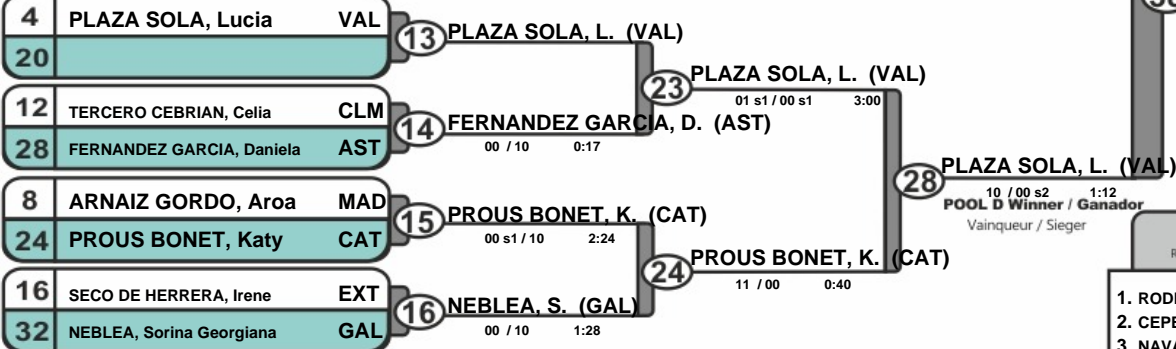 4 PLAZA SOLA, Lucia VAL
20
13 PLAZA SOLA, L. (VAL)
12 TERCERO CEBRIAN, Celia CLM
28 FERNANDEZ GARCIA, Daniela AST
14 FERNANDEZ GARCIA, D. (AST)
00 / 10 0:17
23 PLAZA SOLA, L. (VAL)
01 s1 / 00 s1 3:00
8 ARNAIZ GORDO, Aroa MAD
24 PROUS BONET, Katy CAT
15 PROUS BONET, K. (CAT)
00 s1 / 10 2:24
16 SECO DE HERRERA, Irene EXT
32 NEBLEA, Sorina Georgiana GAL
16 NEBLEA, S. (GAL)
00 / 10 1:28
24 PROUS BONET, K. (CAT)
11 / 00 0:40
28 PLAZA SOLA, L. (VAL)
10 / 00 s2 1:12
POOL D Winner / Ganador
Vainqueur / Sieger
1. RODI
2. CEPE
3. NAVA